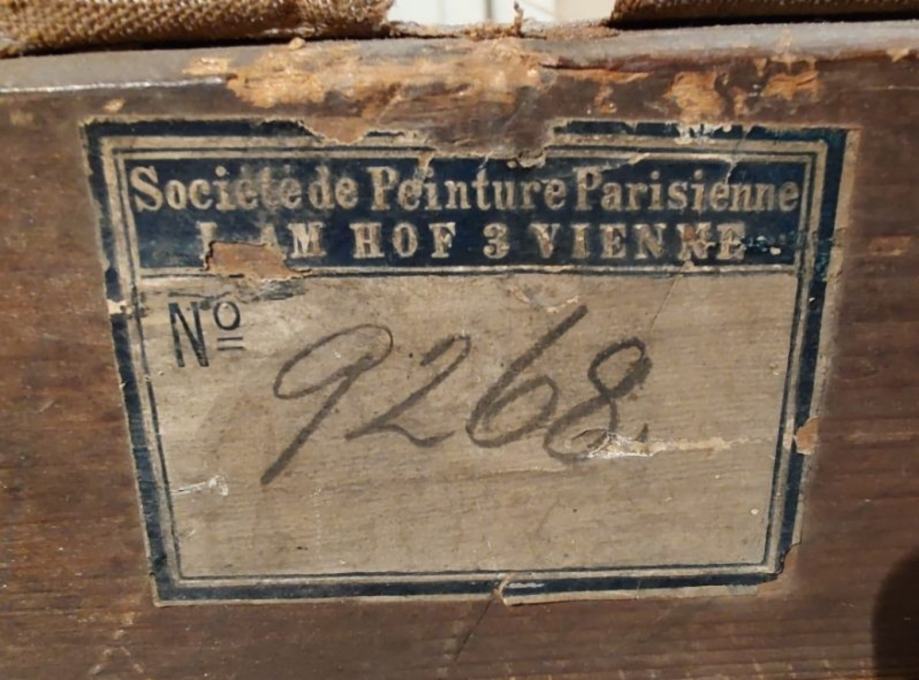 Société de Peinture Parisienne
I. AM HOF 3 VIENNE
Nº 9268